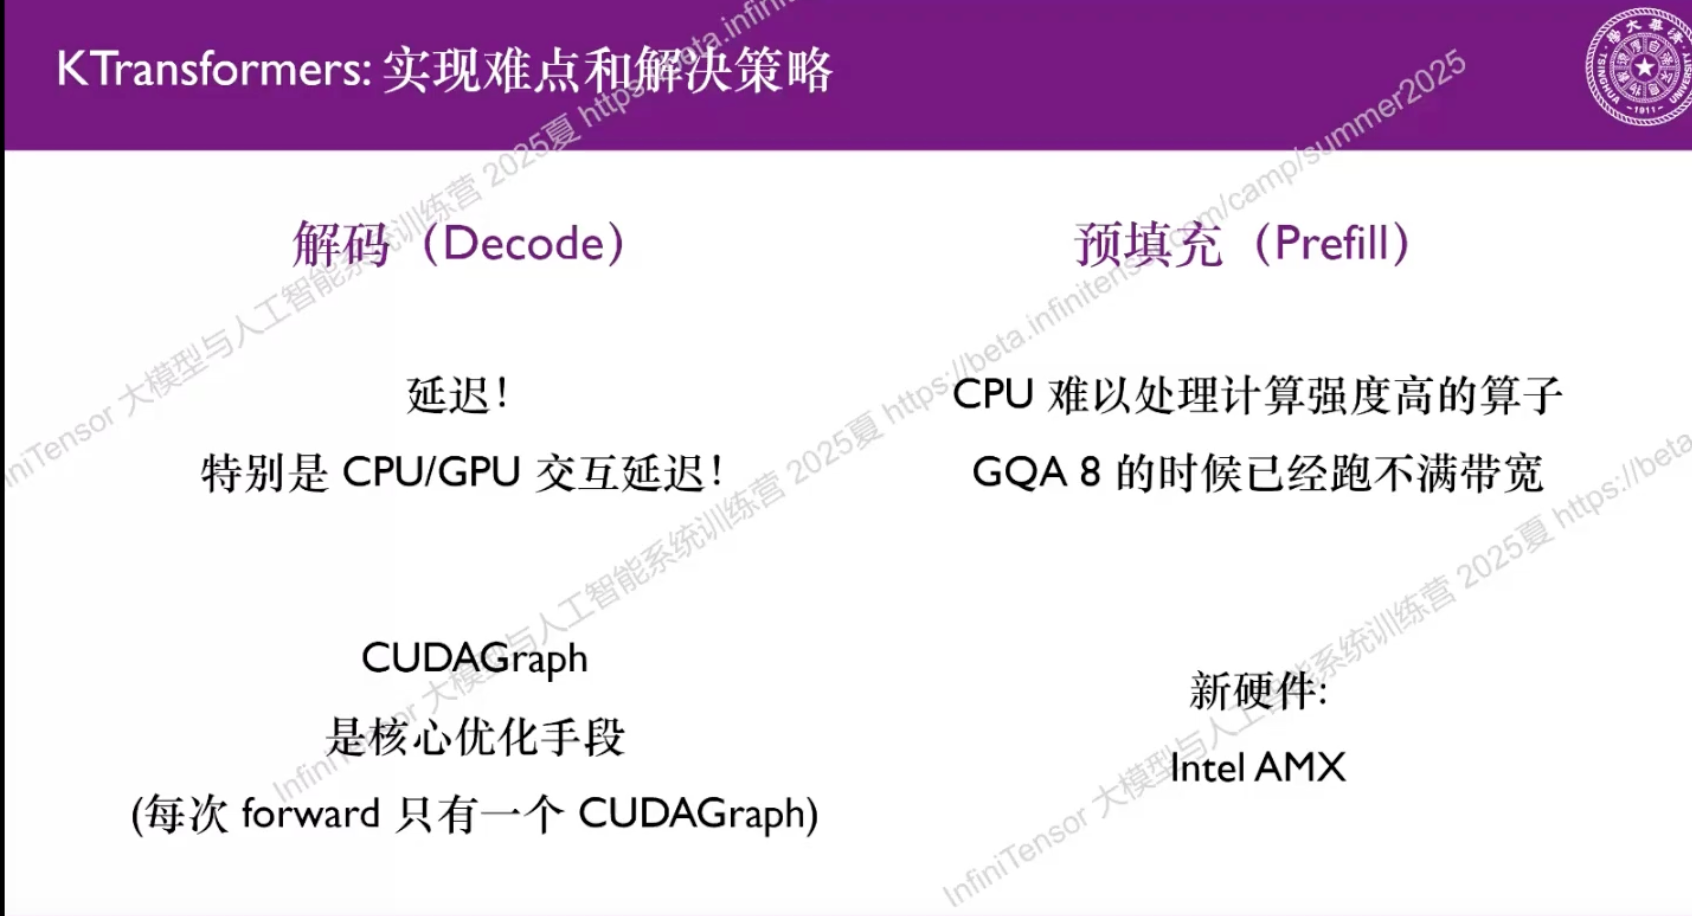 KTransformers: 实现难点和解决策略
解码（Decode）
延迟！
特别是 CPU/GPU 交互延迟！
CUDAGraph
是核心优化手段
(每次 forward 只有一个 CUDAGraph)
预填充（Prefill）
CPU 难以处理计算强度高的算子
GQA 8 的时候已经跑不满带宽
新硬件:
Intel AMX
InfiniTensor 大模型与人工智能系统训练营 2025夏 https://beta.infinitensor.com/camp/summer2025